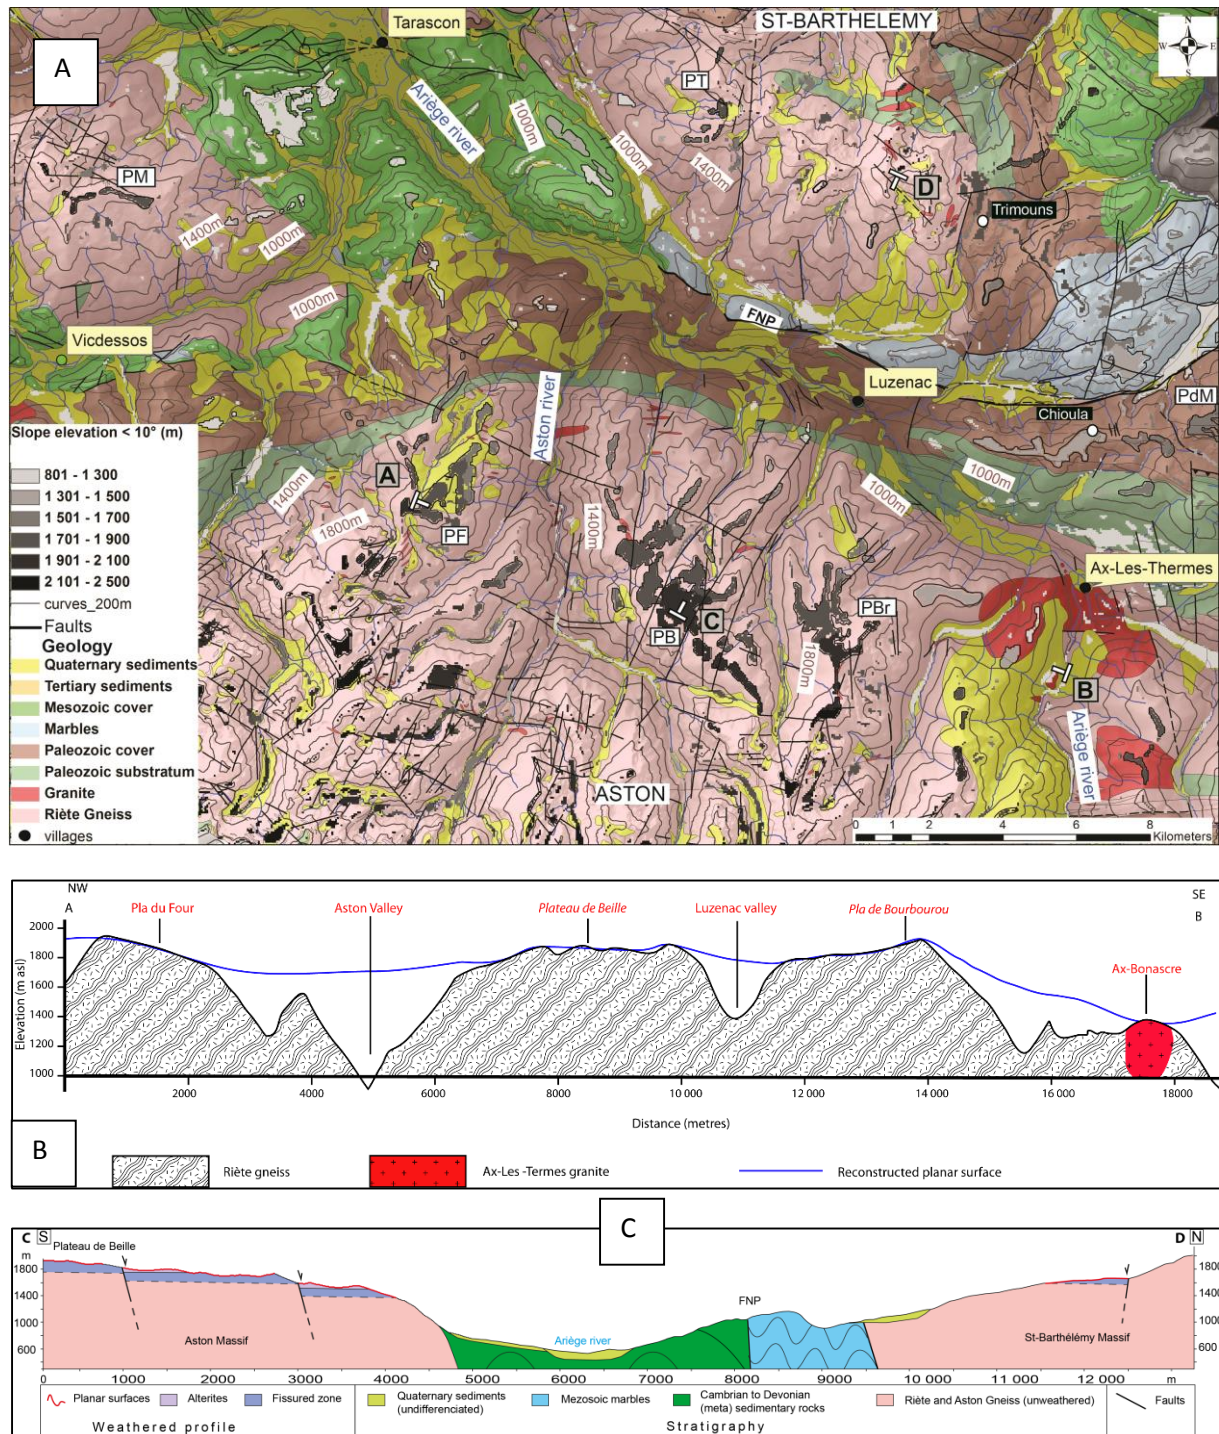 A
Tarascon
ST-BARTHELEMY
N
W E
S
PT
Ariège river
1000m
1000m
1400m
PM
D
Trimouns
1400m
1000m
1000m
FNP
Vicdessos
Luzenac
PdM
Chioula
Aston river
Slope elevation < 10° (m)
801 - 1 300
1 301 - 1 500
1 501 - 1 700
1 701 - 1 900
1 901 - 2 100
2 101 - 2 500
curves_200m
Faults
Geology
Quaternary sediments
Tertiary sediments
Mesozoic cover
Marbles
Paleozoic cover
Paleozoic substratum
Granite
Riète Gneiss
villages
A
1400m
1800m
PF
1400m
1000m
1000m
Ax-Les-Thermes
PB
C
PBr
1800m
B
Ariège river
ASTON
0 1 2 4 6 8
Kilometers
NW
A
Pla du Four
Aston Valley
Plateau de Beille
Luzenac valley
Pla de Bourbourou
SE
B
Ax-Bonascre
Elevation (m asl)
2000
1800
1600
1400
1200
1000
2000
4000
6000
8000
10 000
12 000
14 000
16 000
18 000
Distance (metres)
B
Riète gneiss
Ax-Les -Termes granite
Reconstructed planar surface
C
C S
D N
m
m
Plateau de Beille
1800
1400
1000
600
1800
1400
1000
600
Aston Massif
Ariège river
FNP
St-Barthélémy Massif
0 1000 2000 3000 4000 5000 6000 7000 8000 9000 10 000 11 000 12 000 m
Planar surfaces
Alterites
Fissured zone
Weathered profile
Quaternary sediments
(undifferenciated)
Mezosoic marbles
Cambrian to Devonian
(meta) sedimentary rocks
Riète and Aston Gneiss (unweathered)
Faults
Stratigraphy